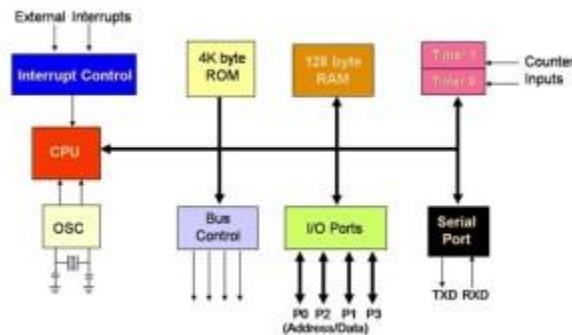 External Interrupts
Interrupt Control
CPU
OSC
4K byte
ROM
128 byte
RAM
Timer 1
Timer 0
Counter
Inputs
Bus
Control
I/O Ports
Serial
Port
P0 P2 P1 P3
(Address/Data)
TXD RXD